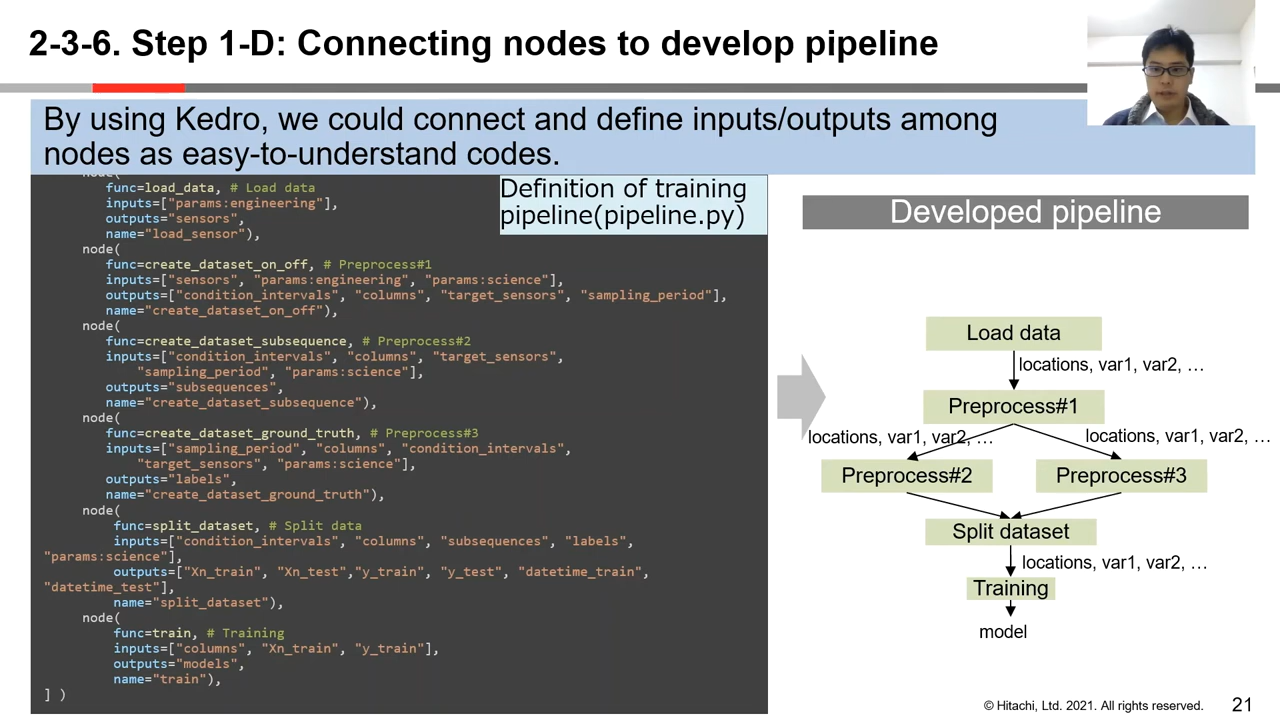 2-3-6. Step 1-D: Connecting nodes to develop pipeline
By using Kedro, we could connect and define inputs/outputs among
nodes as easy-to-understand codes.
node(
func=load_data, # Load data
inputs=["params:engineering"],
outputs="sensors",
name="load_sensor"),
node(
func=create_dataset_on_off, # Preprocess#1
inputs=["sensors", "params:engineering", "params:science"],
outputs=["condition_intervals", "columns", "target_sensors", "sampling_period"],
name="create_dataset_on_off"),
node(
func=create_dataset_subsequence, # Preprocess#2
inputs=["condition_intervals", "columns", "target_sensors",
"sampling_period", "params:science"],
outputs="subsequences",
name="create_dataset_subsequence"),
node(
func=create_dataset_ground_truth, # Preprocess#3
inputs=["sampling_period", "columns", "condition_intervals",
"target_sensors", "params:science"],
outputs="labels",
name="create_dataset_ground_truth"),
node(
func=split_dataset, # Split data
inputs=["condition_intervals", "columns", "subsequences", "labels",
"params:science"],
outputs=["Xn_train", "Xn_test","y_train", "y_test", "datetime_train",
"datetime_test"],
name="split_dataset"),
node(
func=train, # Training
inputs=["columns", "Xn_train", "y_train"],
outputs="models",
name="train"),
] )
Definition of training
pipeline(pipeline.py)
Developed pipeline
Load data
locations, var1, var2, …
Preprocess#1
locations, var1, var2, …
locations, var1, var2, …
Preprocess#2
Preprocess#3
Split dataset
locations, var1, var2, …
Training
model
© Hitachi, Ltd. 2021. All rights reserved.
21